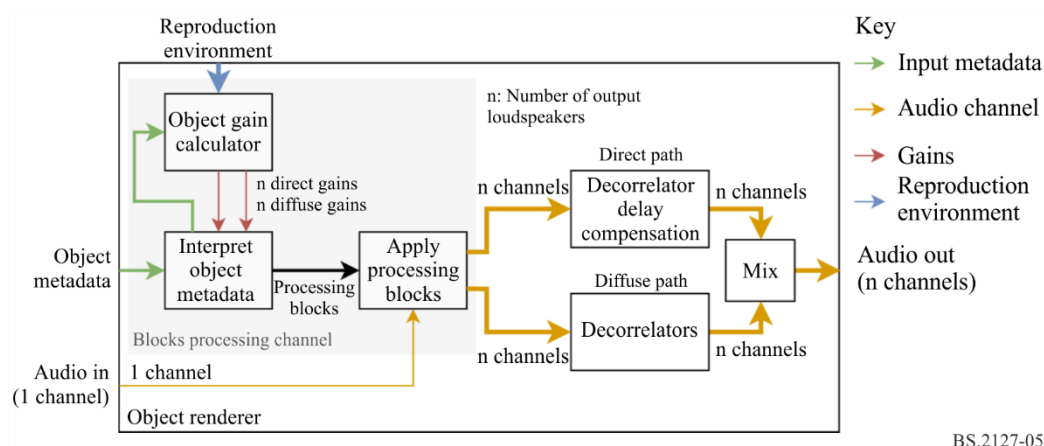 Reproduction
environment
Key
Input metadata
Audio channel
Gains
Reproduction
environment
n: Number of output
loudspeakers
Object gain
calculator
n direct gains
n diffuse gains
Object
metadata
Interpret
object
metadata
Processing
blocks
Apply
processing
blocks
Blocks processing channel
Direct path
n channels
Decorrelator
delay
compensation
n channels
Diffuse path
n channels
Decorrelators
n channels
Mix
Audio out
(n channels)
Audio in
(1 channel)
1 channel
Object renderer
BS.2127-05